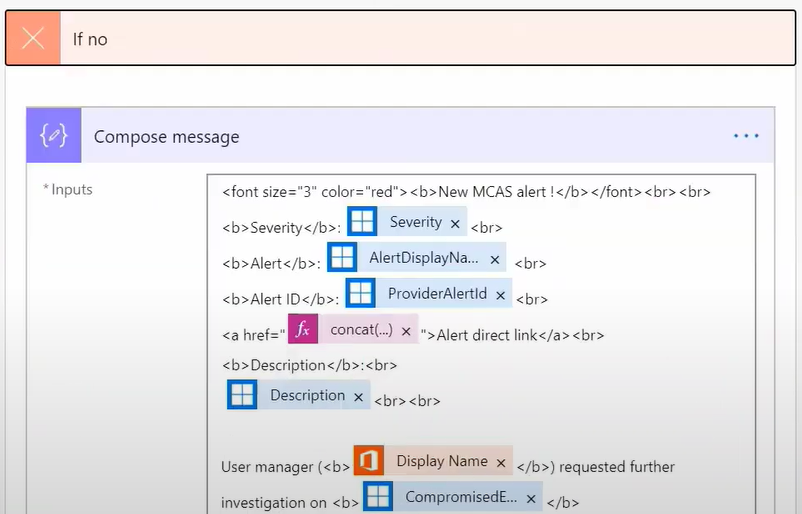 If no
Compose message
* Inputs
<font size="3" color="red"><b>New MCAS alert !</b></font><br><br>
<b>Severity</b>: Severity × <br>
<b>Alert</b>: AlertDisplayNa... × <br>
<b>Alert ID</b>: ProviderAlertId × <br>
<a href=" fx concat(...) × ">Alert direct link</a><br>
<b>Description</b>:<br>
Description × <br><br>
User manager (<b> Display Name × </b>) requested further
investigation on <b> CompromisedE... × </b>